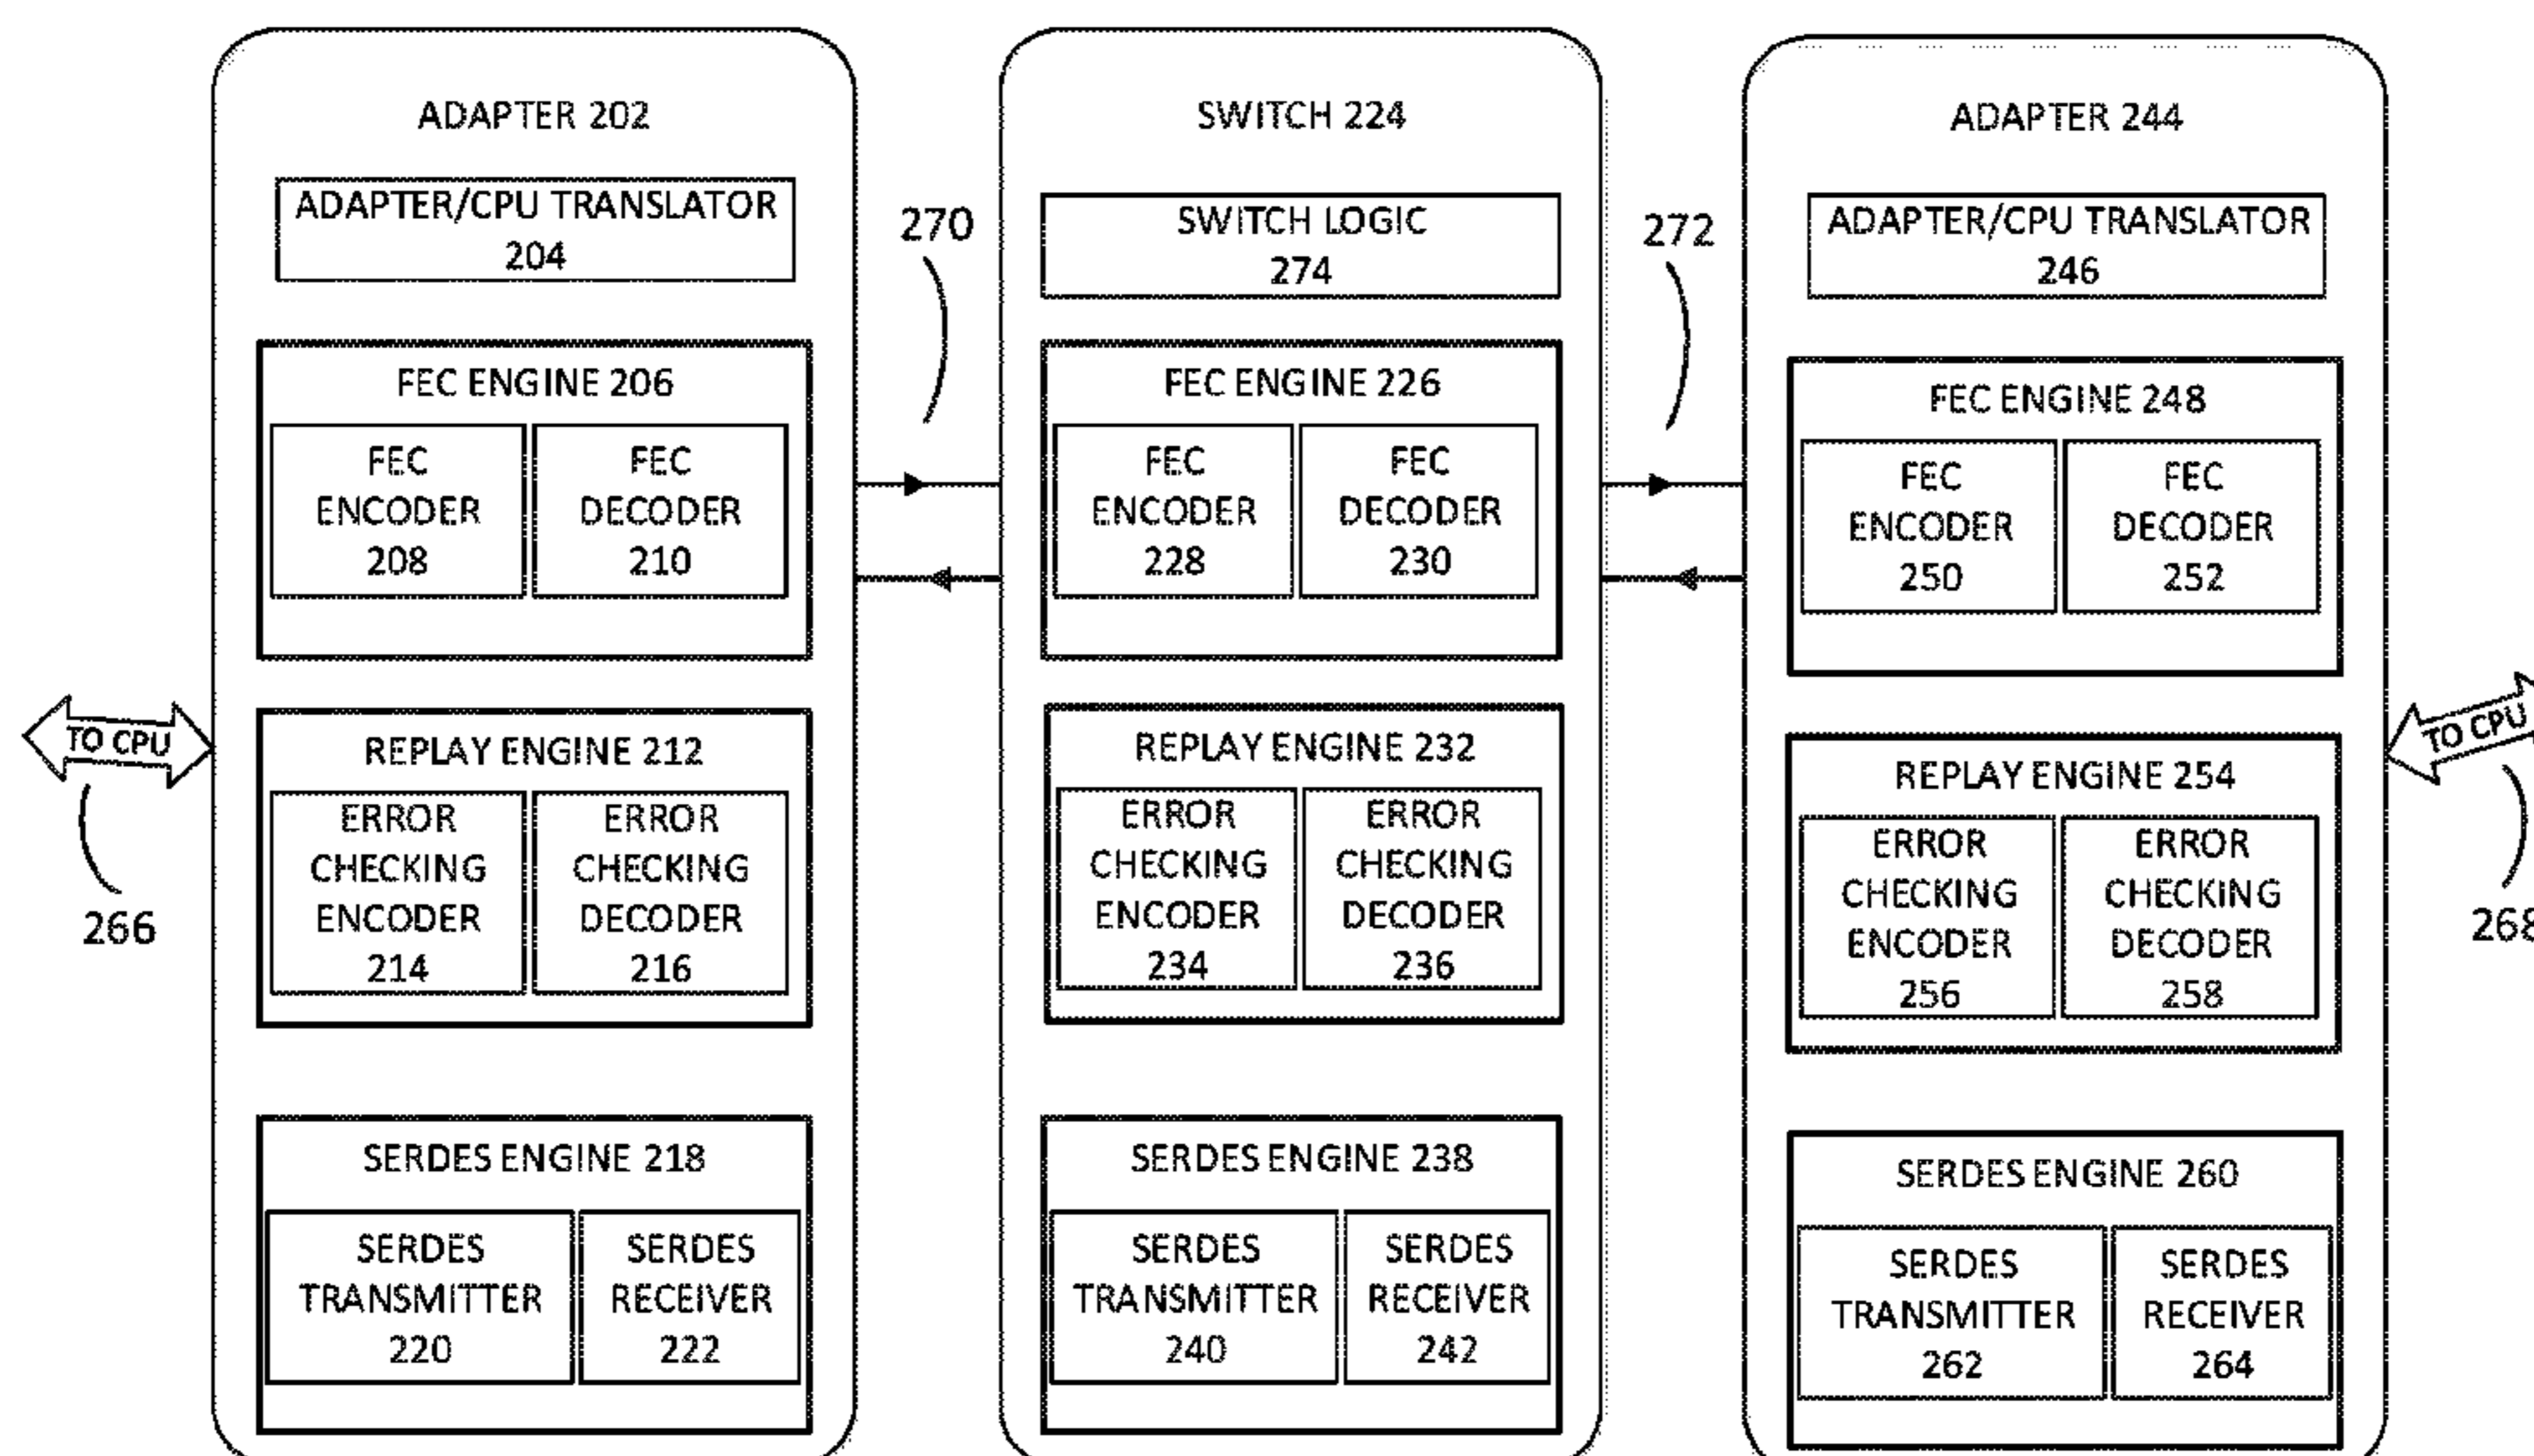 ADAPTER 202
ADAPTER/CPU TRANSLATOR
204
FEC ENGINE 206
FEC
ENCODER
208
FEC
DECODER
210
REPLAY ENGINE 212
ERROR
CHECKING
ENCODER
214
ERROR
CHECKING
DECODER
216
SERDES ENGINE 218
SERDES
TRANSMITTER
220
SERDES
RECEIVER
222
TO CPU
266
270
SWITCH 224
SWITCH LOGIC
274
FEC ENGINE 226
FEC
ENCODER
228
FEC
DECODER
230
REPLAY ENGINE 232
ERROR
CHECKING
ENCODER
234
ERROR
CHECKING
DECODER
236
SERDES ENGINE 238
SERDES
TRANSMITTER
240
SERDES
RECEIVER
242
272
ADAPTER 244
ADAPTER/CPU TRANSLATOR
246
FEC ENGINE 248
FEC
ENCODER
250
FEC
DECODER
252
REPLAY ENGINE 254
ERROR
CHECKING
ENCODER
256
ERROR
CHECKING
DECODER
258
SERDES ENGINE 260
SERDES
TRANSMITTER
262
SERDES
RECEIVER
264
TO CPU
268